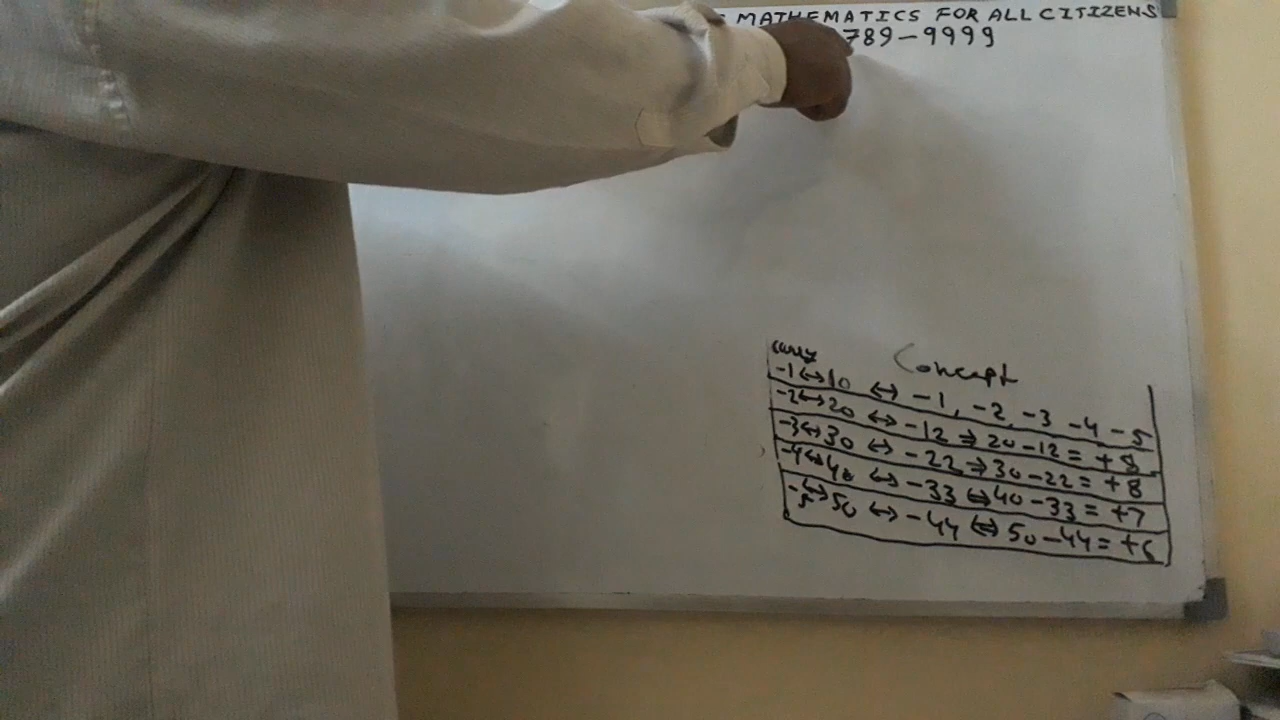 MATHEMATICS FOR ALL CITIZENS
789-9999
carry Concept
-1↔10 ↔ -1, -2, -3 -4 -5
-2↔20 ↔ -12 ⇒ 20-12= +8
-3↔30 ↔ -22 ⇒ 30-22= +8
-4↔40 ↔ -33 ⇔ 40-33= +7
-5↔50 ↔ -44 ⇔ 50-44= +6